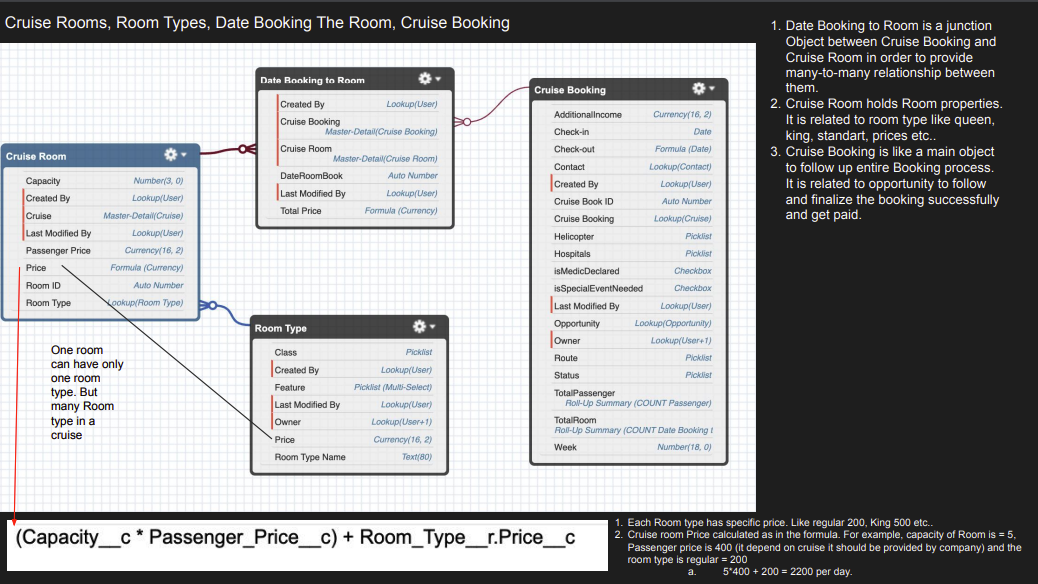 Cruise Rooms, Room Types, Date Booking The Room, Cruise Booking
Date Booking to Room
Created By Lookup(User)
Cruise Booking
Master-Detail(Cruise Booking)
Cruise Room
Master-Detail(Cruise Room)
DateRoomBook Auto Number
Last Modified By Lookup(User)
Total Price Formula (Currency)
Cruise Booking
AdditionalIncome Currency(16, 2)
Check-in Date
Check-out Formula (Date)
Contact Lookup(Contact)
Created By Lookup(User)
Cruise Book ID Auto Number
Cruise Booking Lookup(Cruise)
Helicopter Picklist
Hospitals Picklist
isMedicDeclared Checkbox
isSpecialEventNeeded Checkbox
Last Modified By Lookup(User)
Opportunity Lookup(Opportunity)
Owner Lookup(User+1)
Route Picklist
Status Picklist
TotalPassenger
Roll-Up Summary (COUNT Passenger)
TotalRoom
Roll-Up Summary (COUNT Date Booking t
Week Number(18, 0)
Cruise Room
Capacity Number(3, 0)
Created By Lookup(User)
Cruise Master-Detail(Cruise)
Last Modified By Lookup(User)
Passenger Price Currency(16, 2)
Price Formula (Currency)
Room ID Auto Number
Room Type Lookup(Room Type)
Room Type
Class Picklist
Created By Lookup(User)
Feature Picklist (Multi-Select)
Last Modified By Lookup(User)
Owner Lookup(User+1)
Price Currency(16, 2)
Room Type Name Text(80)
One room
can have only
one room
type. But
many Room
type in a
cruise
1. Date Booking to Room is a junction
Object between Cruise Booking and
Cruise Room in order to provide
many-to-many relationship between
them.
2. Cruise Room holds Room properties.
It is related to room type like queen,
king, standart, prices etc..
3. Cruise Booking is like a main object
to follow up entire Booking process.
It is related to opportunity to follow
and finalize the booking successfully
and get paid.
(Capacity__c * Passenger_Price__c) + Room_Type__r.Price__c
1. Each Room type has specific price. Like regular 200, King 500 etc..
2. Cruise room Price calculated as in the formula. For example, capacity of Room is = 5,
Passenger price is 400 (it depend on cruise it should be provided by company) and the
room type is regular = 200
a. 5*400 + 200 = 2200 per day.